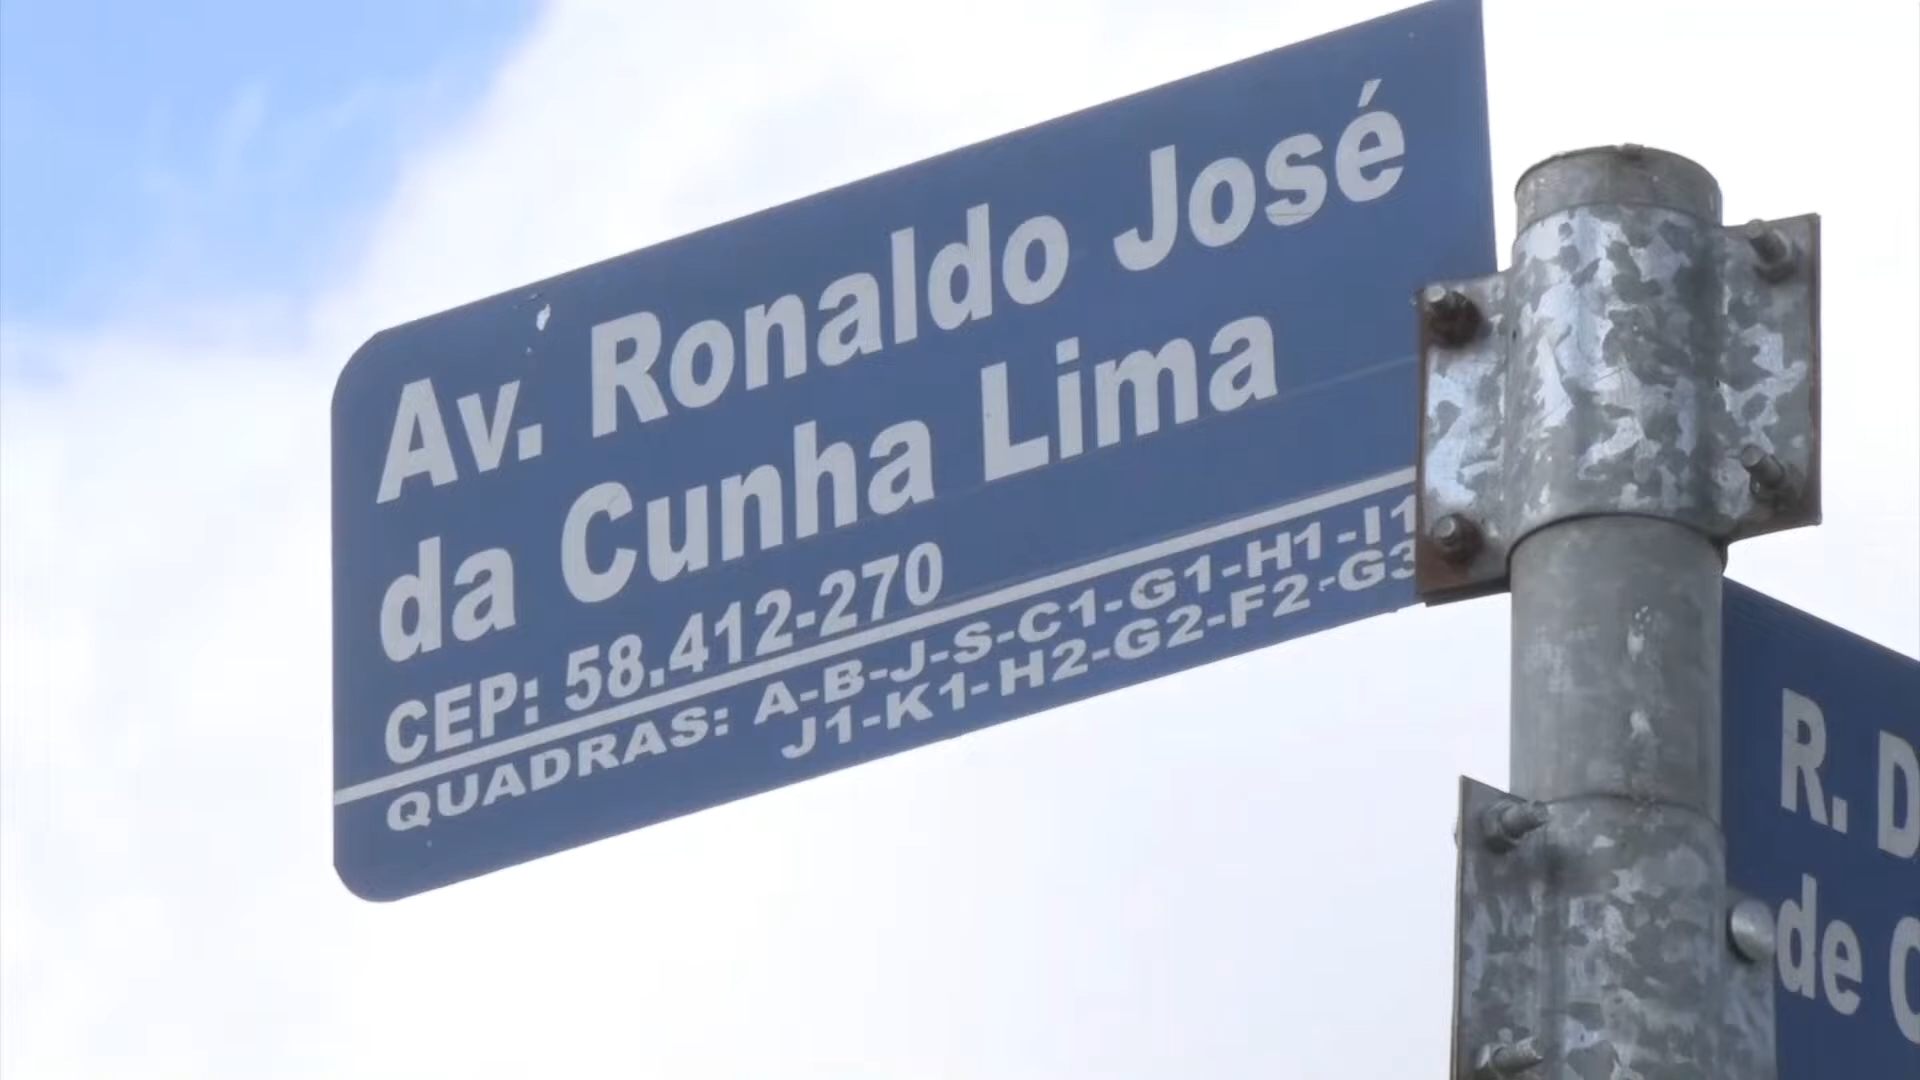 Av. Ronaldo José
da Cunha Lima
CEP: 58.412-270
QUADRAS: A-B-J-S-C1-G1-H1-I1
J1-K1-H2-G2-F2-G3
R.
de